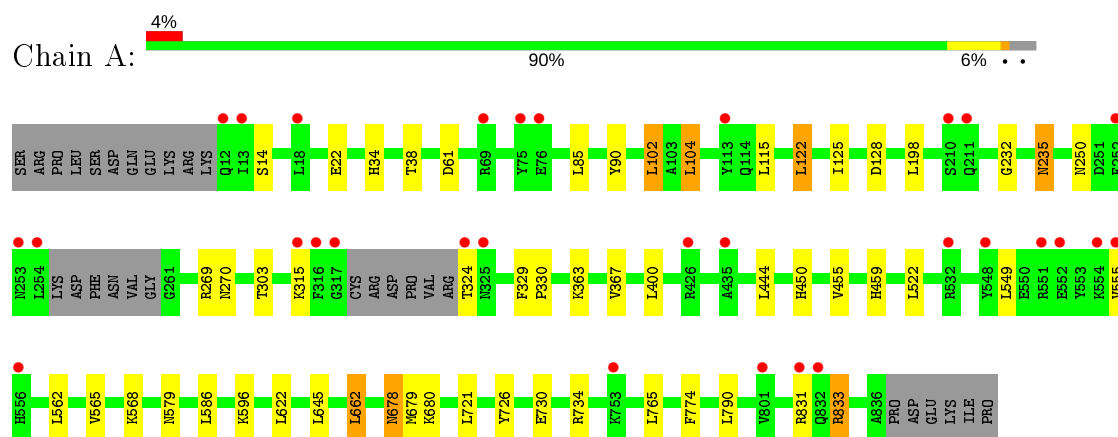 4%
Chain A:
90% 6% • •
SER ARG PRO LEU SER ASP GLN GLU LYS ARG LYS Q12 I13 S14 L18 E22 H34 T38 D61 R69 Y75 E76 L85 Y90 L102 A103 L104 Y113 Q114 L115 L122 I125 D128 L198 S210 Q211 G232 N235 N250 D251
N253 L254 LYS ASP PHE ASN VAL GLY G261 R269 N270 T303 K315 F316 G317 CYS ARG ASP PRO VAL ARG T324 N325 F329 P330 K363 V367 L400 R426 A435 L444 H450 V455 H459 L522 R532 Y548 L549 E550 R551 E552 Y553 K554 V555
H556 L562 V565 K568 N579 L586 K596 L622 L645 L662 N678 M679 K680 L721 Y726 E730 R734 K753 L765 F774 L790 V801 R831 Q832 R833 A836 PRO ASP GLU LYS ILE PRO